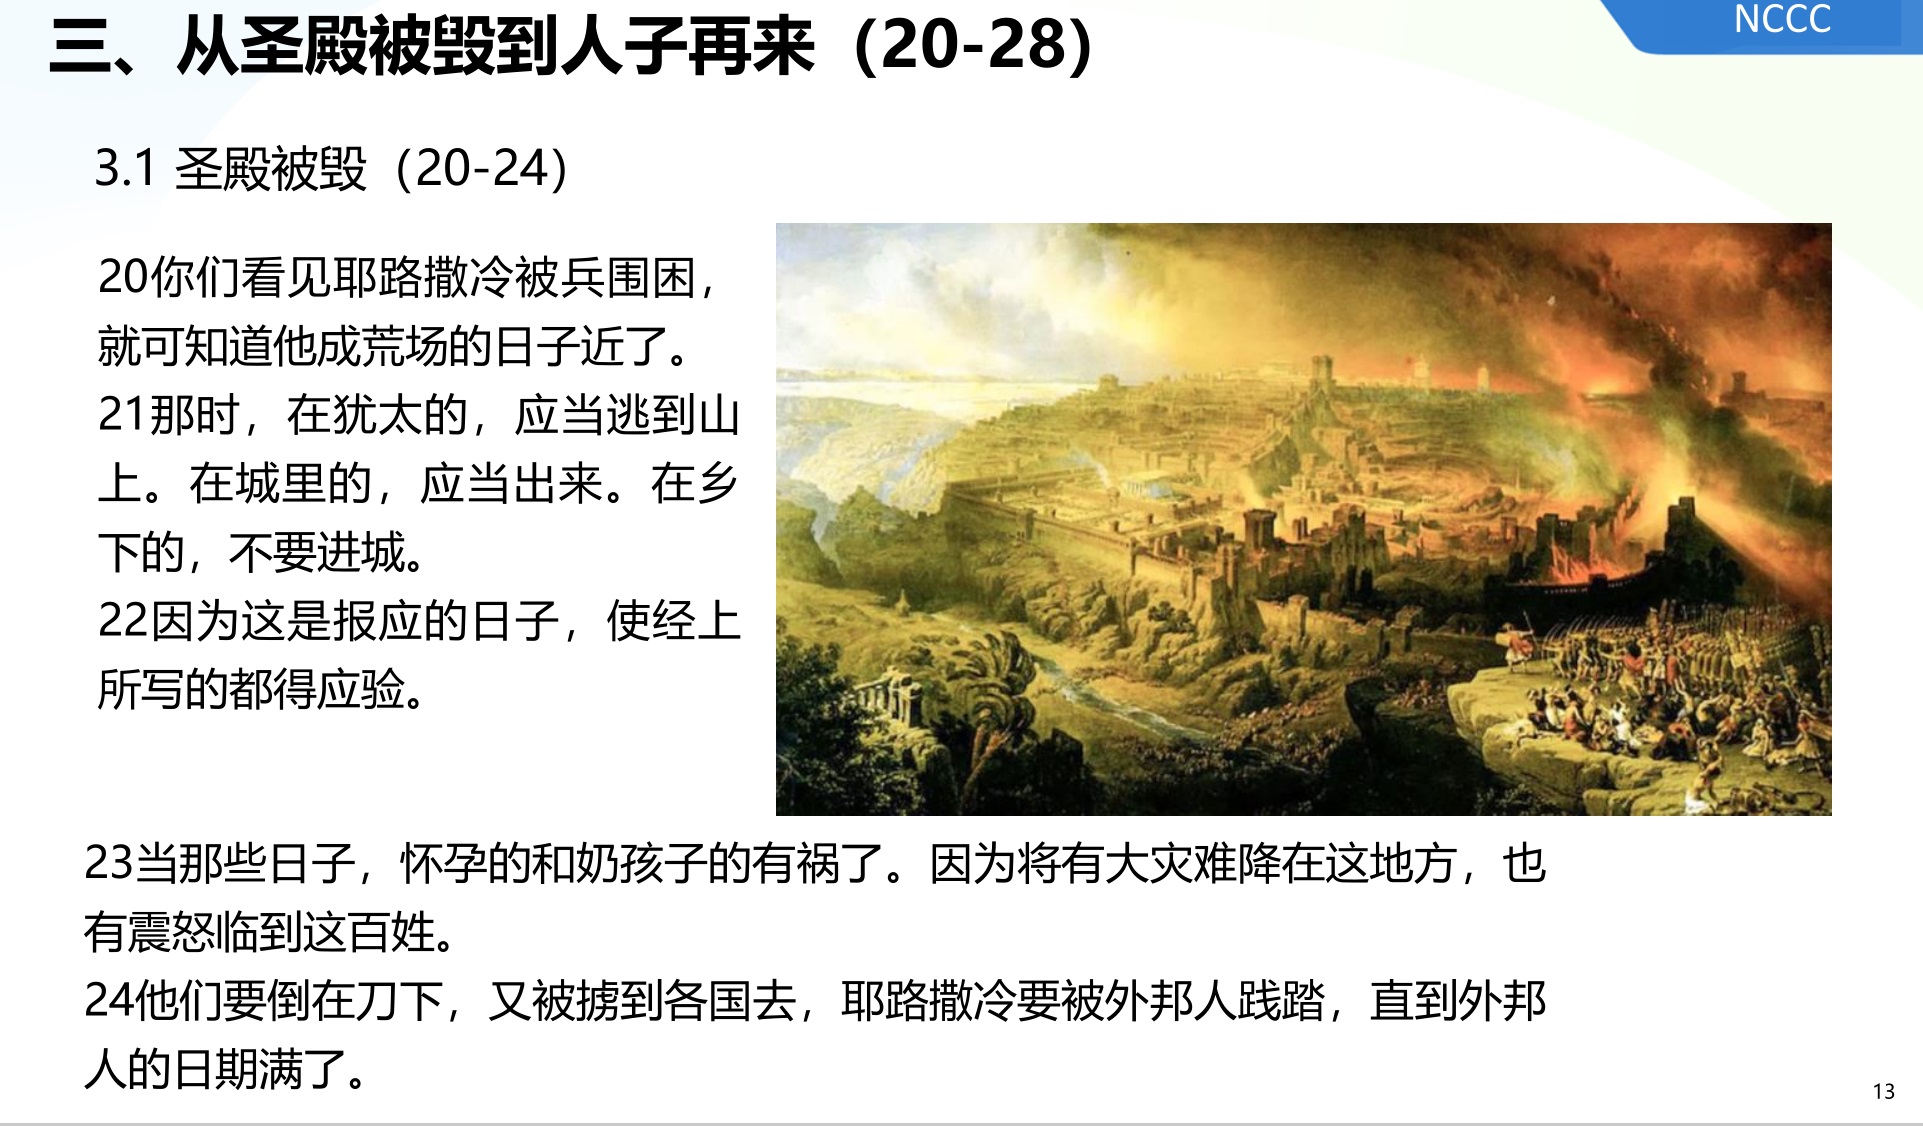 NCCC
三、从圣殿被毁到人子再来（20-28）
3.1 圣殿被毁（20-24）
20你们看见耶路撒冷被兵围困，
就可知道他成荒场的日子近了。
21那时，在犹太的，应当逃到山
上。在城里的，应当出来。在乡
下的，不要进城。
22因为这是报应的日子，使经上
所写的都得应验。
23当那些日子，怀孕的和奶孩子的有祸了。因为将有大灾难降在这地方，也
有震怒临到这百姓。
24他们要倒在刀下，又被掳到各国去，耶路撒冷要被外邦人践踏，直到外邦
人的日期满了。
13